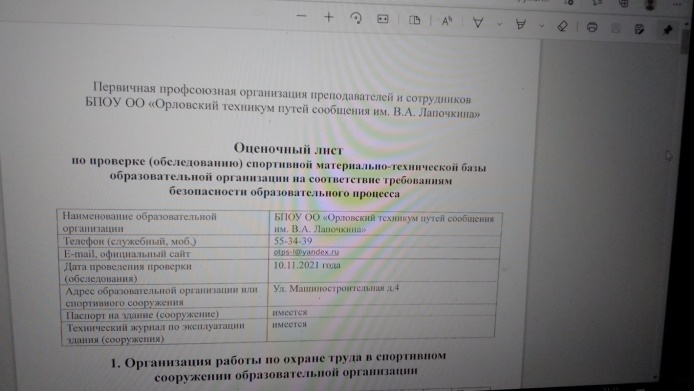 Первичная профсоюзная организация преподавателей и сотрудников
БПОУ ОО «Орловский техникум путей сообщения им. В.А. Лапочкина»
Оценочный лист
по проверке (обследованию) спортивной материально-технической базы
образовательной организации на соответствие требованиям
безопасности образовательного процесса
Наименование образовательной
организации
БПОУ ОО «Орловский техникум путей сообщения
им. В.А. Лапочкина»
Телефон (служебный, моб.)
55-34-39
E-mail, официальный сайт
otps-l@yandex.ru
Дата проведения проверки
(обследования)
10.11.2021 года
Адрес образовательной организации или
спортивного сооружения
Ул. Машиностроительная д.4
Паспорт на здание (сооружение)
имеется
Технический журнал по эксплуатации
здания (сооружения)
имеется
1. Организация работы по охране труда в спортивном
сооружении образовательной организации